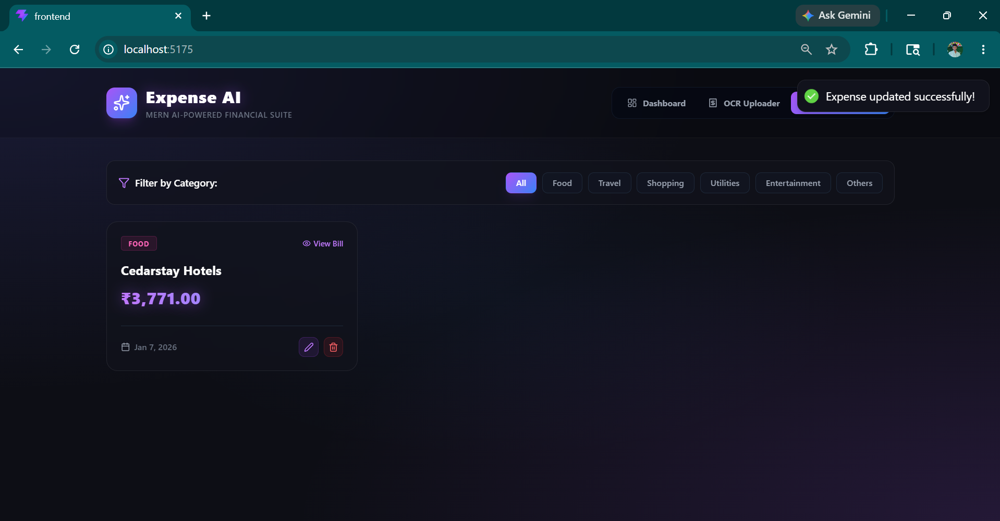 frontend
Ask Gemini
localhost:5175
Expense AI
MERN AI-POWERED FINANCIAL SUITE
Dashboard
OCR Uploader
Expense updated successfully!
Filter by Category:
All
Food
Travel
Shopping
Utilities
Entertainment
Others
FOOD
View Bill
Cedarstay Hotels
₹3,771.00
Jan 7, 2026